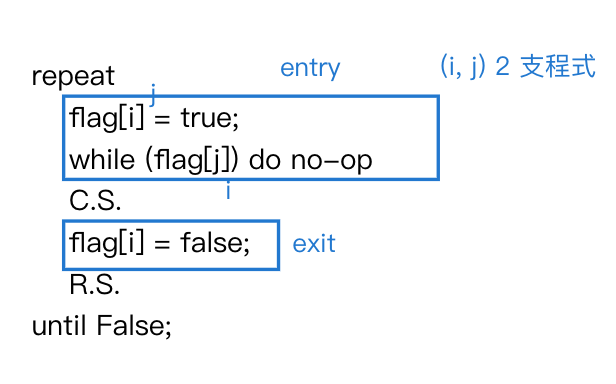 repeat
entry
(i, j) 2 支程式
j
flag[i] = true;
while (flag[j]) do no-op
i
C.S.
flag[i] = false;
exit
R.S.
until False;